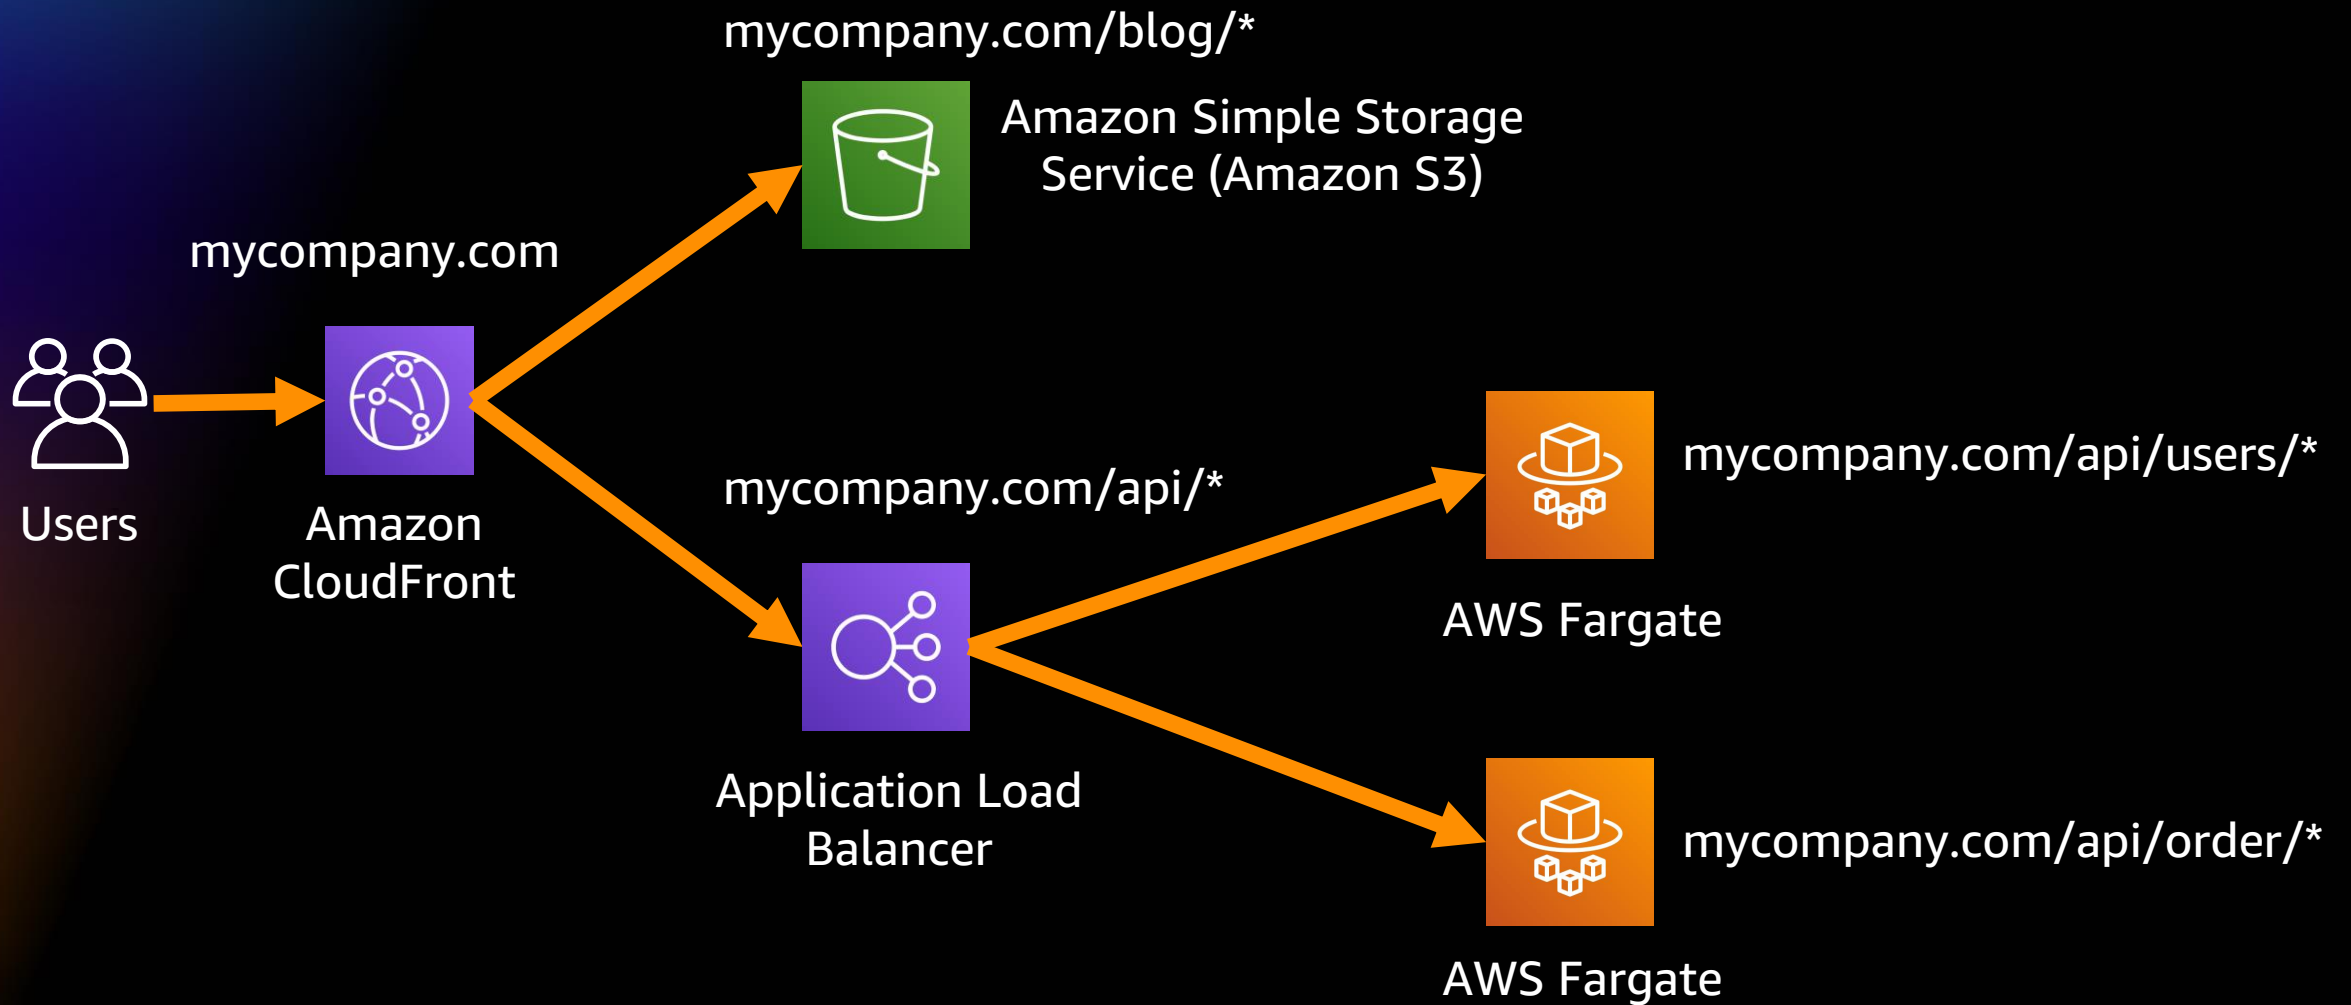 mycompany.com/blog/*
Amazon Simple Storage
Service (Amazon S3)
mycompany.com
Users
Amazon
CloudFront
mycompany.com/api/*
Application Load
Balancer
mycompany.com/api/users/*
AWS Fargate
mycompany.com/api/order/*
AWS Fargate